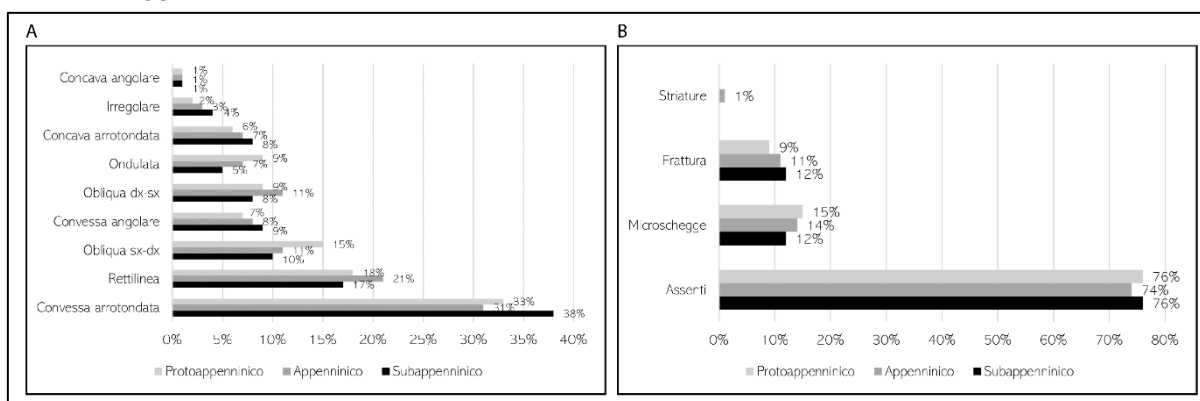 A
Concava angolare
1%
1%
1%
Irregolare
2%
3%
4%
Concava arrotondata
6%
7%
8%
Ondulata
9%
7%
5%
Obliqua dx-sx
9%
11%
8%
Convessa angolare
7%
8%
9%
Obliqua sx-dx
15%
11%
10%
Rettilinea
18%
21%
17%
Convessa arrotondata
33%
31%
38%
0% 5% 10% 15% 20% 25% 30% 35% 40%
Protoappenninico Appenninico Subappenninico
B
Striature
1%
Frattura
9%
11%
12%
Microschegge
15%
14%
12%
Assenti
76%
74%
76%
0% 10% 20% 30% 40% 50% 60% 70% 80%
Protoappenninico Appenninico Subappenninico